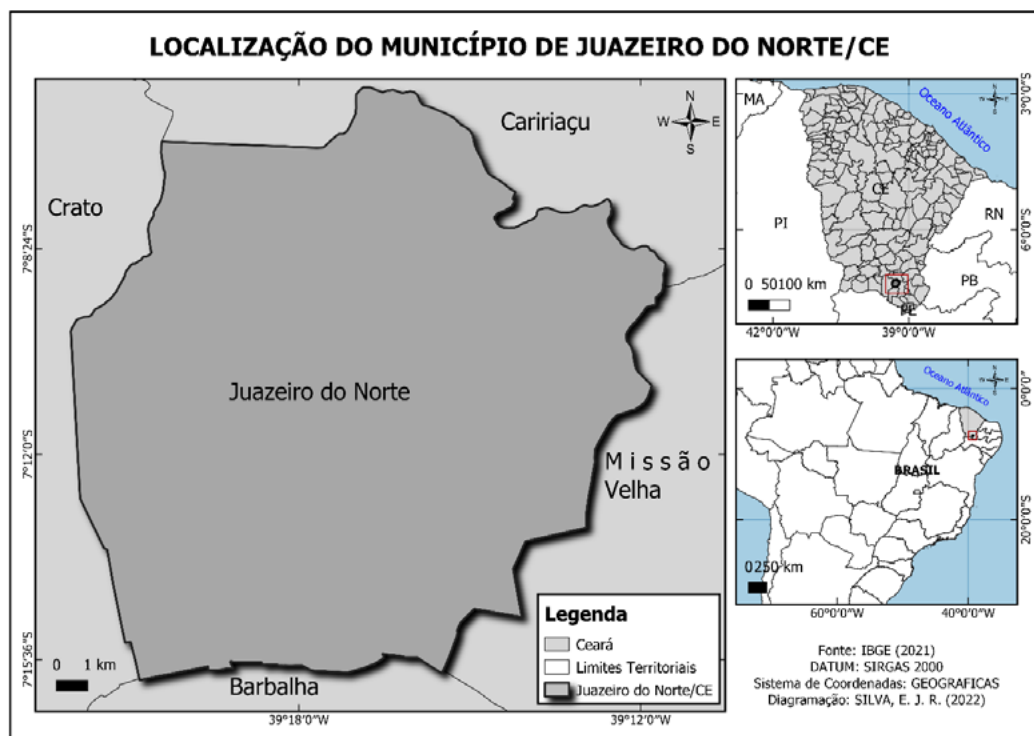 LOCALIZAÇÃO DO MUNICÍPIO DE JUAZEIRO DO NORTE/CE
Caririaçu
N
W E
S
Crato
7°8'24"S
Juazeiro do Norte
7°12'0"S
Missão
Velha
7°15'36"S
0 1 km
Barbalha
39°18'0"W
39°12'0"W
Legenda
Ceará
Limites Territoriais
Juazeiro do Norte/CE
MA
Oceano Atlântico
3°0'0"S
CE
RN
PI
6°0'0"S
PB
0 50100 km
PE
42°0'0"W
39°0'0"W
Oceano Atlântico
0°0'0"
BRASIL
20°0'0"S
0250 km
60°0'0"W
40°0'0"W
Fonte: IBGE (2021)
DATUM: SIRGAS 2000
Sistema de Coordenadas: GEOGRAFICAS
Diagramação: SILVA, E. J. R. (2022)